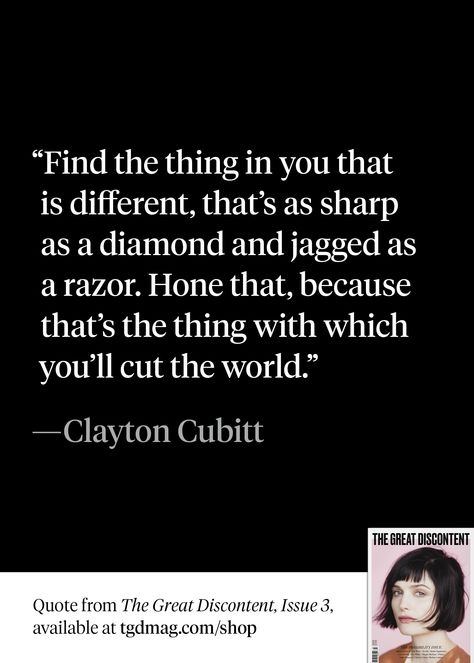 “Find the thing in you that
is different, that’s as sharp
as a diamond and jagged as
a razor. Hone that, because
that’s the thing with which
you’ll cut the world.”
—Clayton Cubitt
THE GREAT DISCONTENT
Quote from The Great Discontent, Issue 3,
available at tgdmag.com/shop